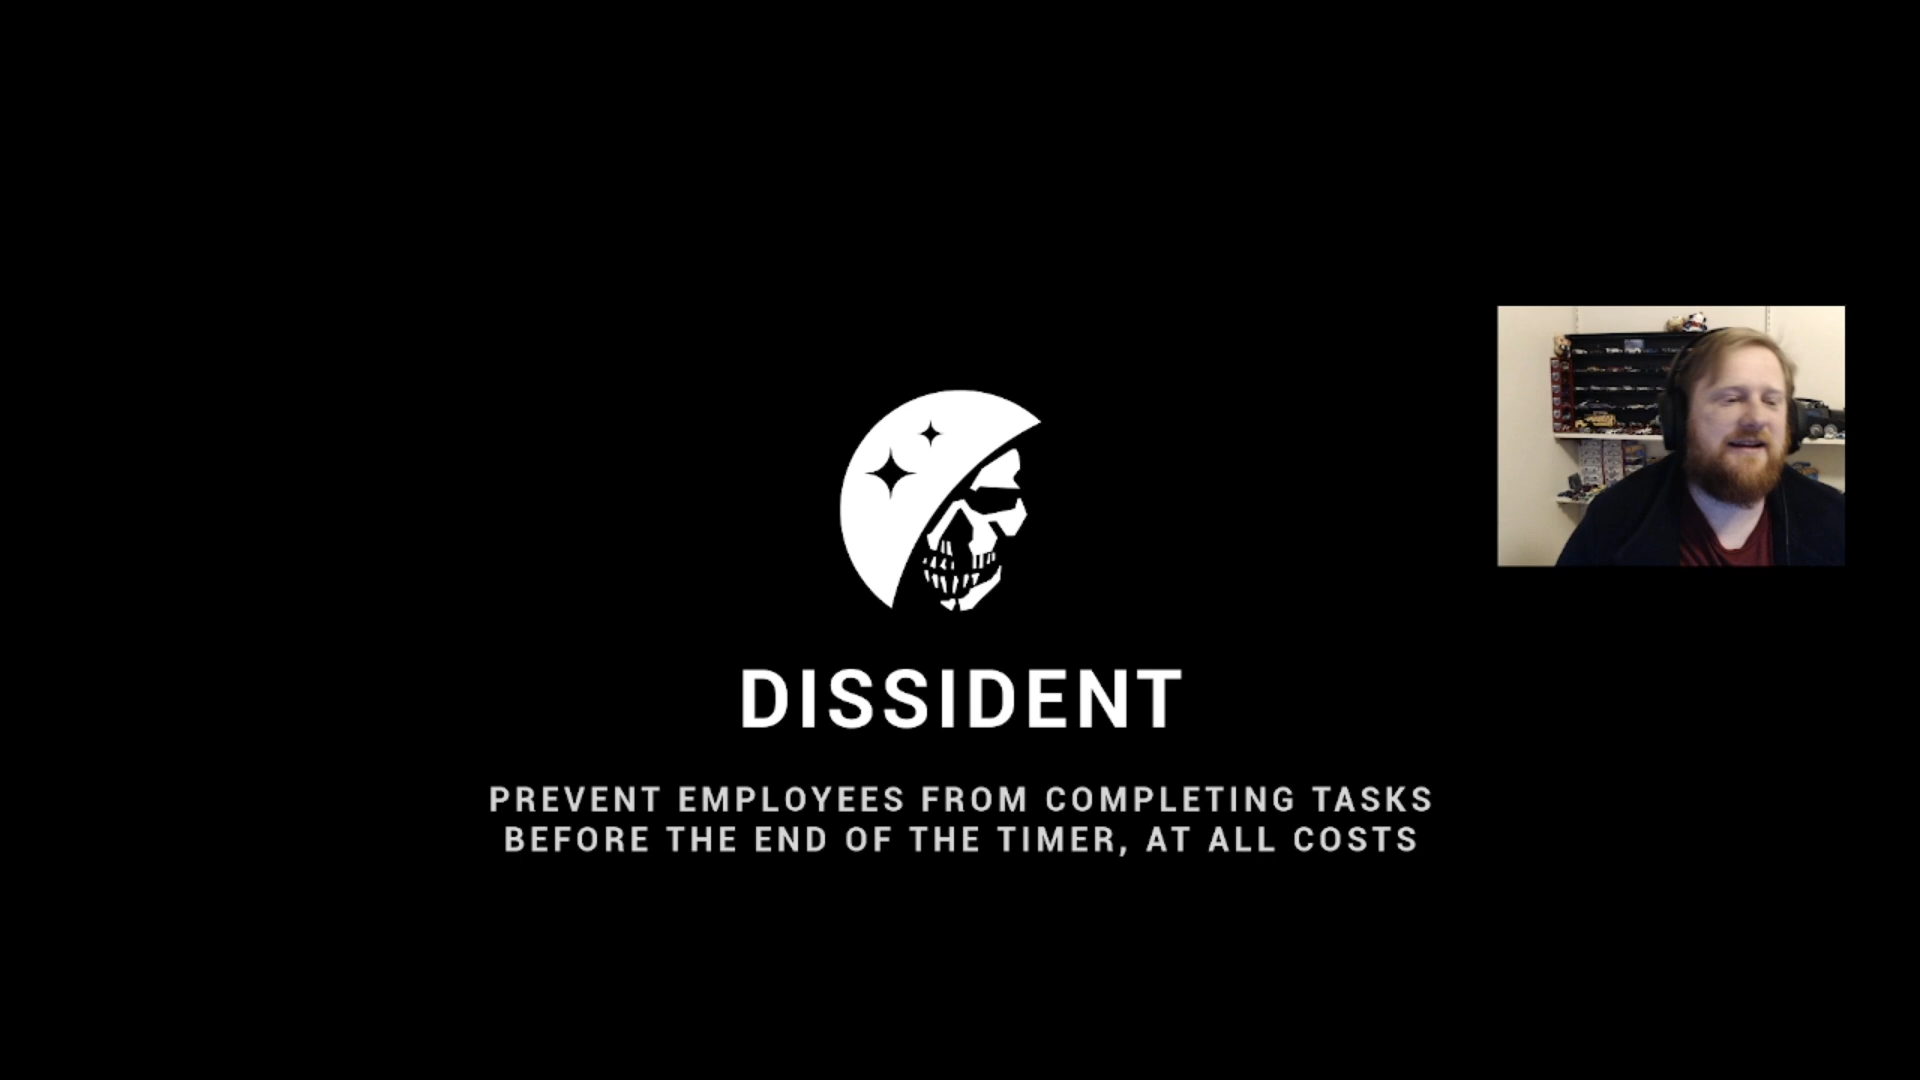 DISSIDENT
PREVENT EMPLOYEES FROM COMPLETING TASKS
BEFORE THE END OF THE TIMER, AT ALL COSTS